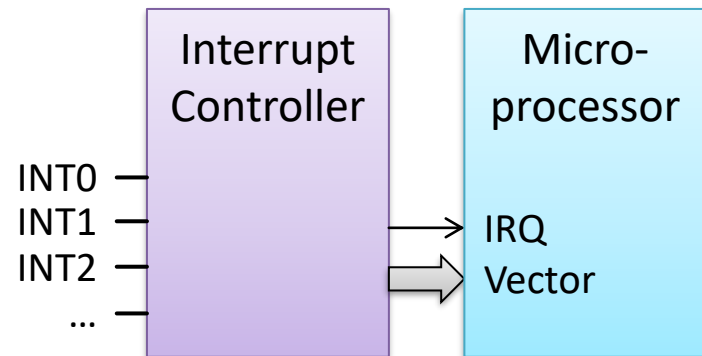 Interrupt
Controller
Micro-
processor
INT0
INT1
INT2
...
IRQ
Vector